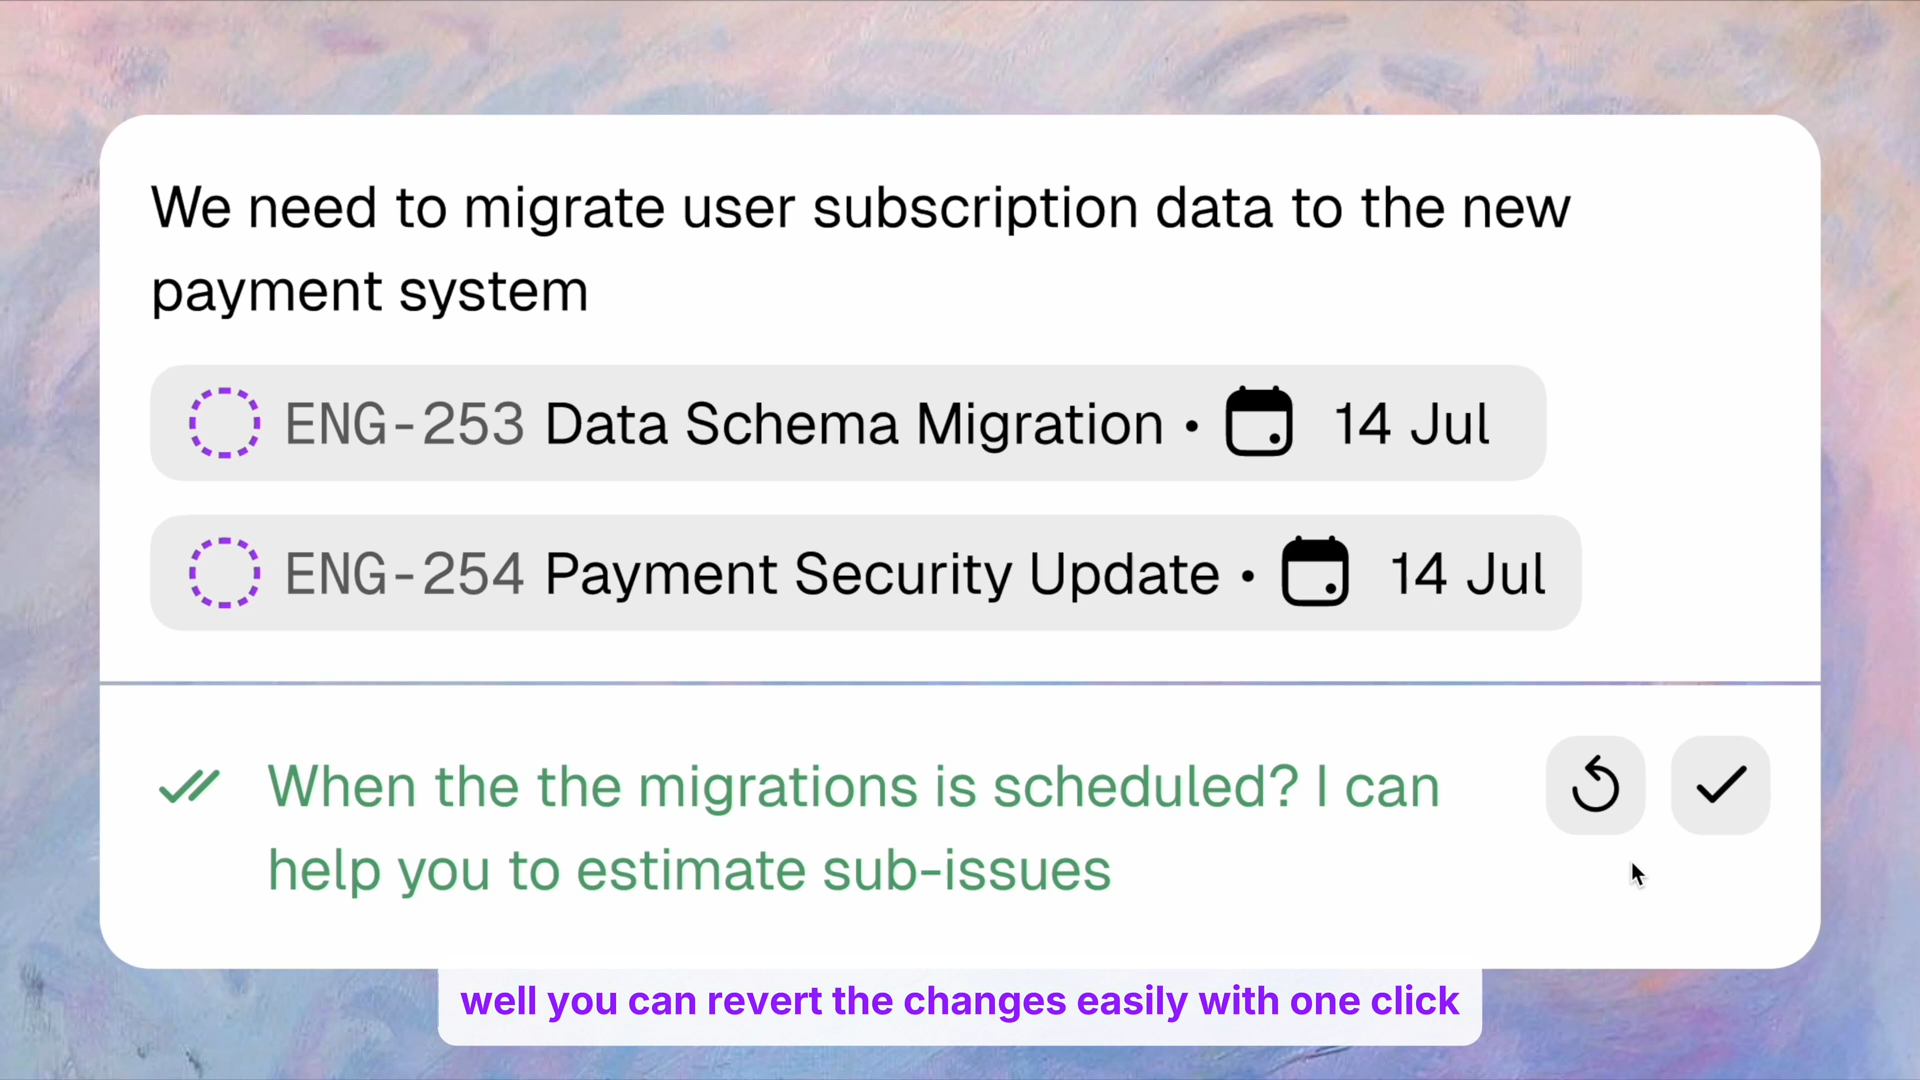 We need to migrate user subscription data to the new
payment system
ENG-253 Data Schema Migration • 14 Jul
ENG-254 Payment Security Update • 14 Jul
When the the migrations is scheduled? I can
help you to estimate sub-issues
well you can revert the changes easily with one click